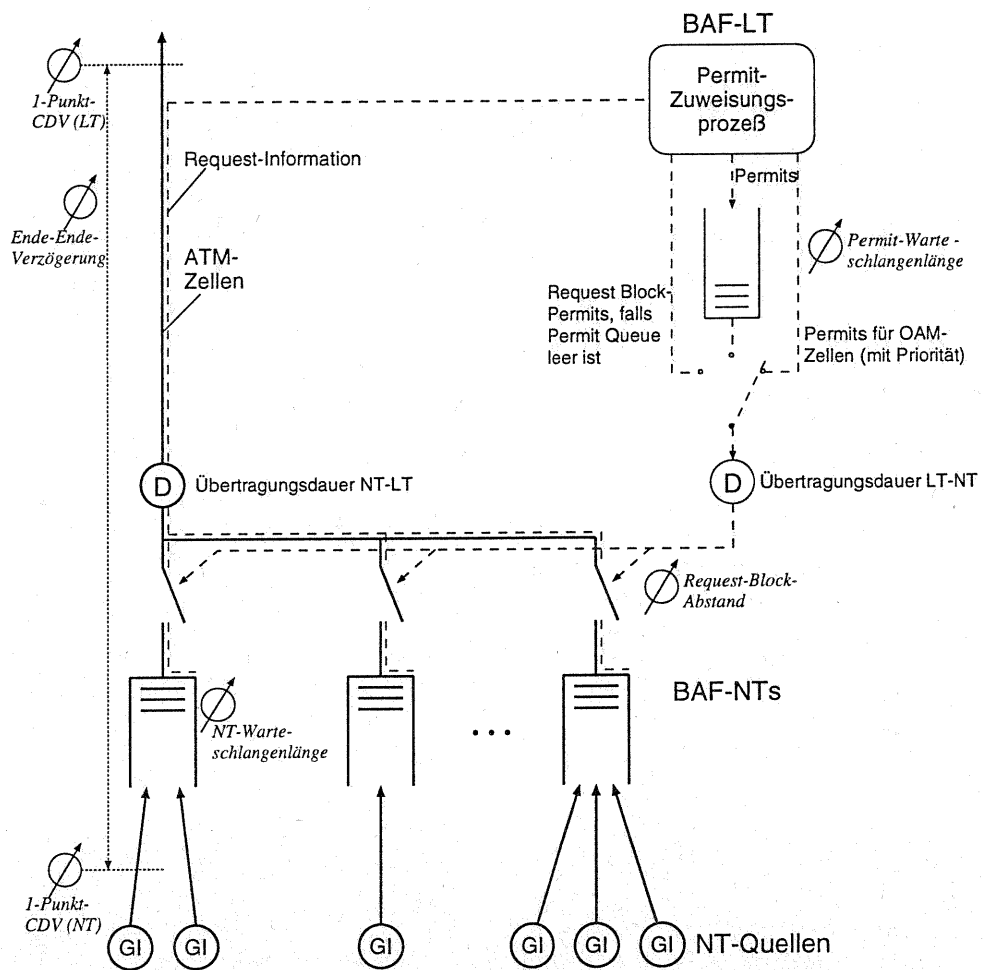 BAF-LT
Permit-
Zuweisungs-
prozeß
1-Punkt-
CDV (LT)
Request-Information
Permits
Ende-Ende-
Verzögerung
ATM-
Zellen
Permit-Warte -
schlangenlänge
Request Block-
Permits, falls
Permit Queue
leer ist
Permits für OAM-
Zellen (mit Priorität)
D
Übertragungsdauer NT-LT
D
Übertragungsdauer LT-NT
Request-Block-
Abstand
BAF-NTs
NT-Warte-
schlangenlänge
1-Punkt-
CDV (NT)
GI
GI
GI
GI
GI
GI
NT-Quellen